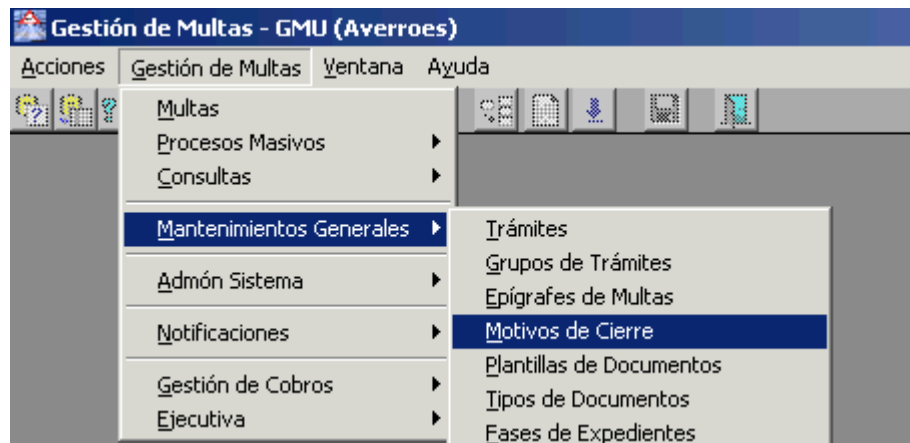 Gestión de Multas - GMU (Averroes)
Acciones Gestión de Multas Ventana Ayuda
Multas
Procesos Masivos
Consultas
Mantenimientos Generales
Admón Sistema
Notificaciones
Gestión de Cobros
Ejecutiva
Trámites
Grupos de Trámites
Epígrafes de Multas
Motivos de Cierre
Plantillas de Documentos
Tipos de Documentos
Fases de Expedientes